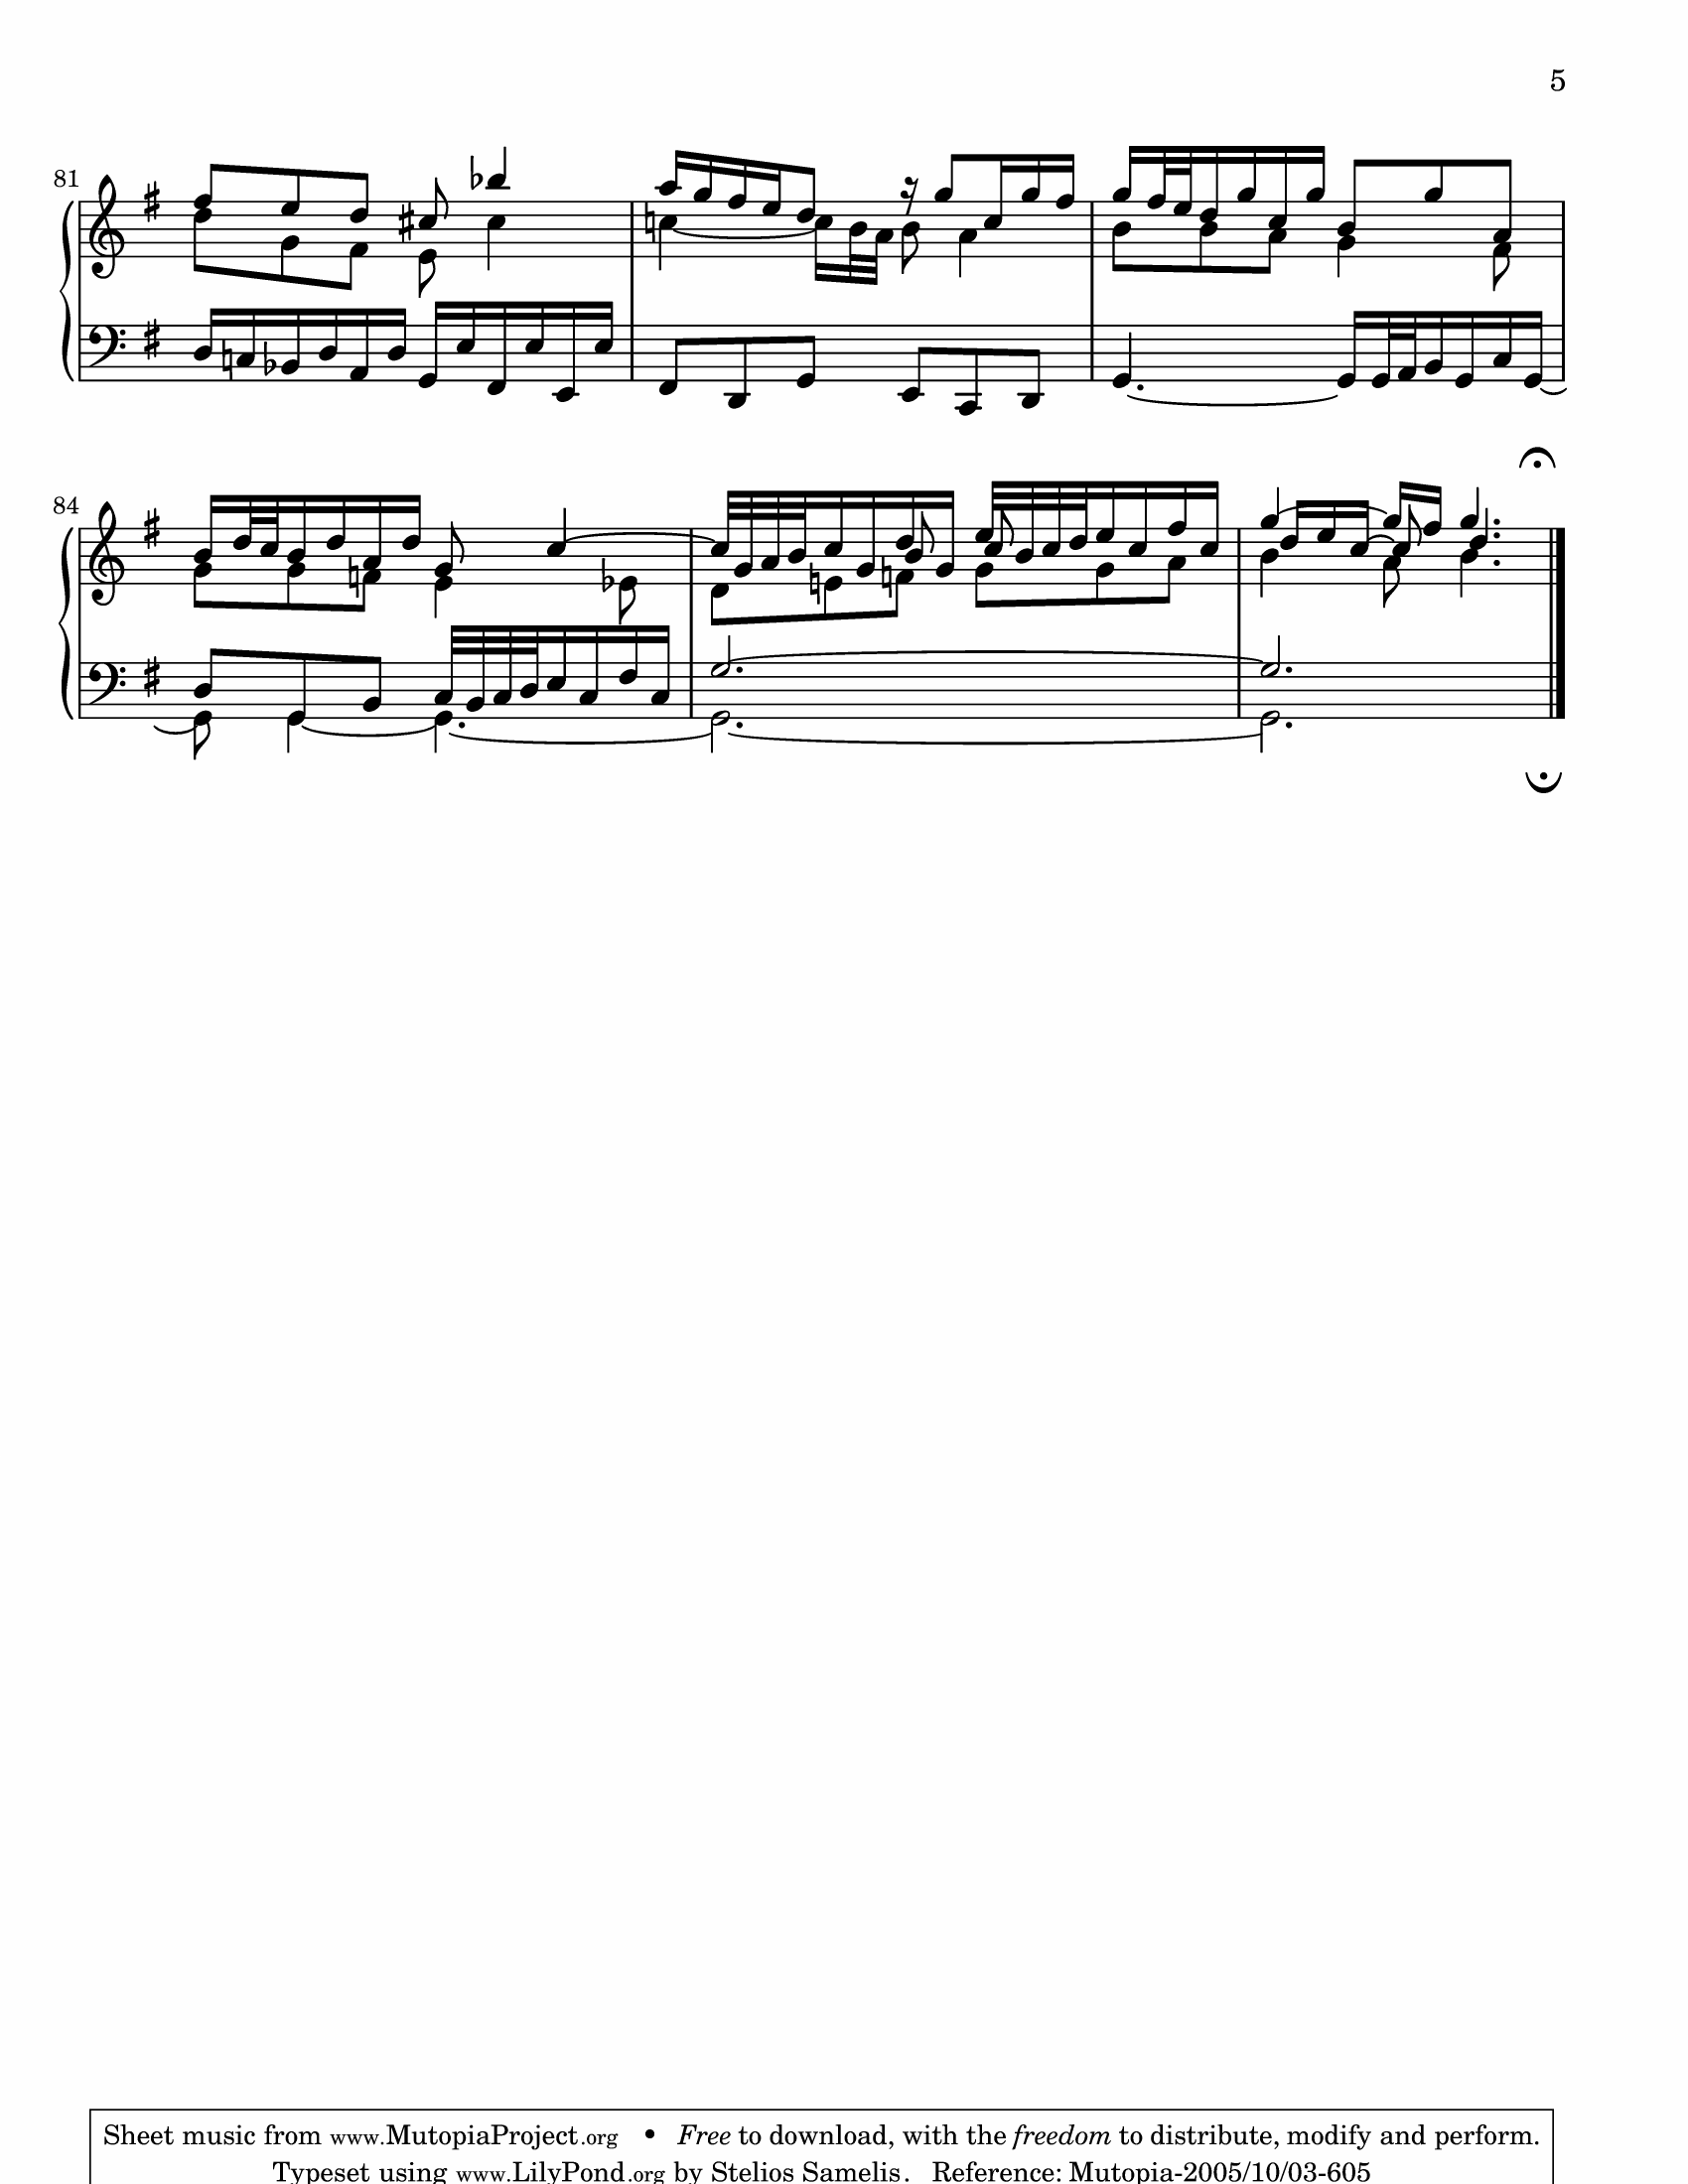 5
81
84
Sheet music from www.MutopiaProject.org • Free to download, with the freedom to distribute, modify and perform.
Typeset using www.LilyPond.org by Stelios Samelis. Reference: Mutopia-2005/10/03-605